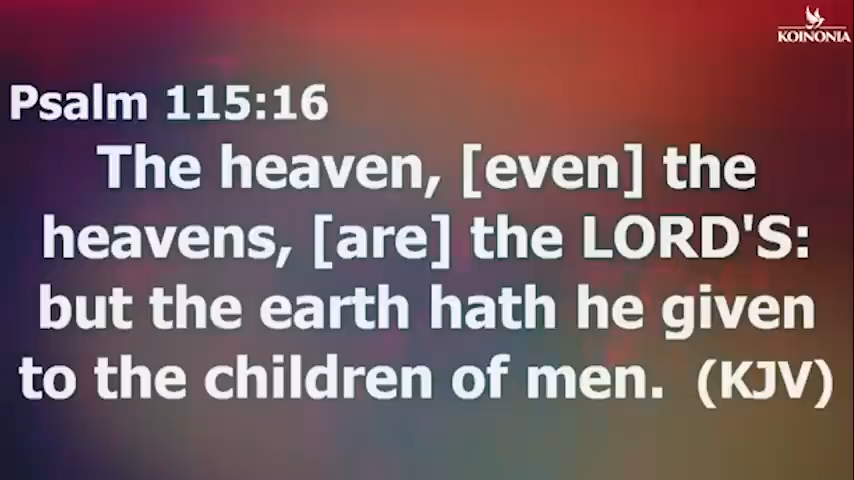 KOINONIA
Psalm 115:16
The heaven, [even] the
heavens, [are] the LORD'S:
but the earth hath he given
to the children of men. (KJV)